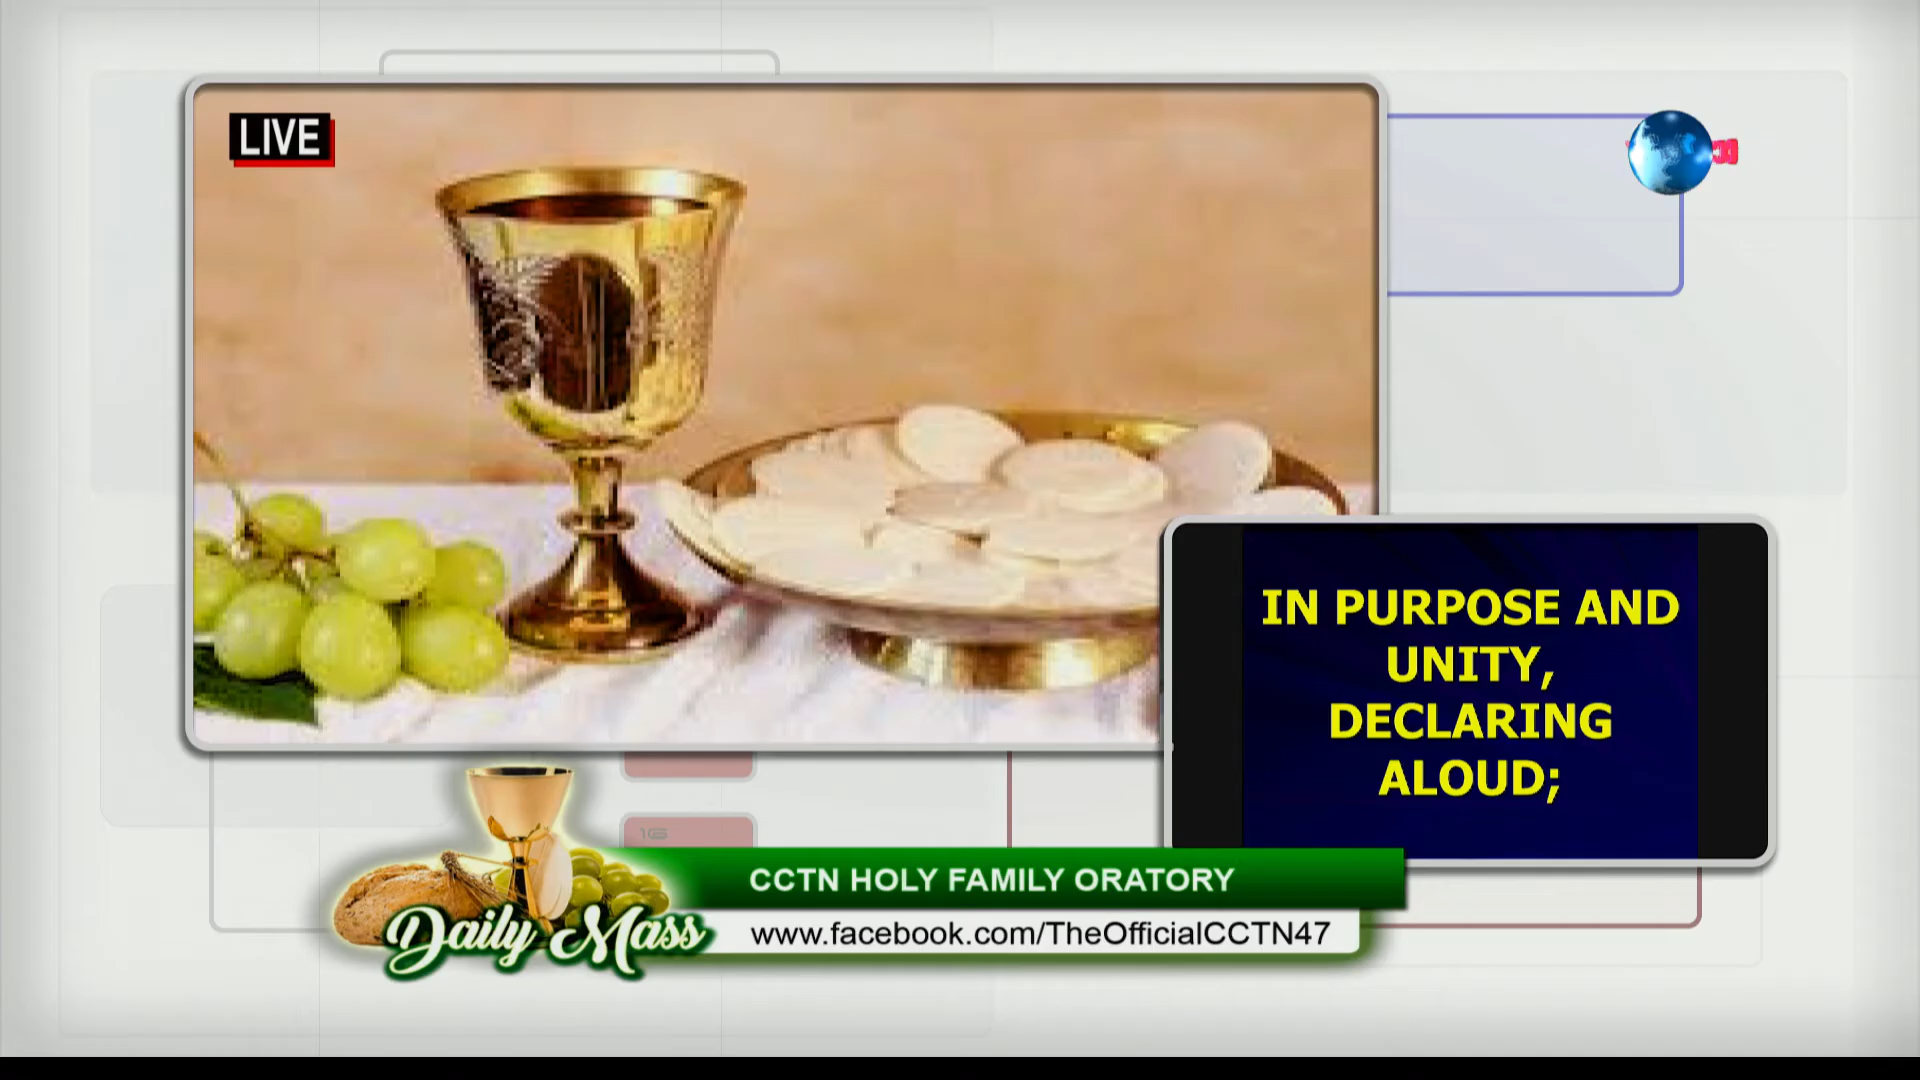 LIVE
IN PURPOSE AND
UNITY,
DECLARING
ALOUD;
CCTN HOLY FAMILY ORATORY
Daily Mass
www.facebook.com/TheOfficialCCTN47